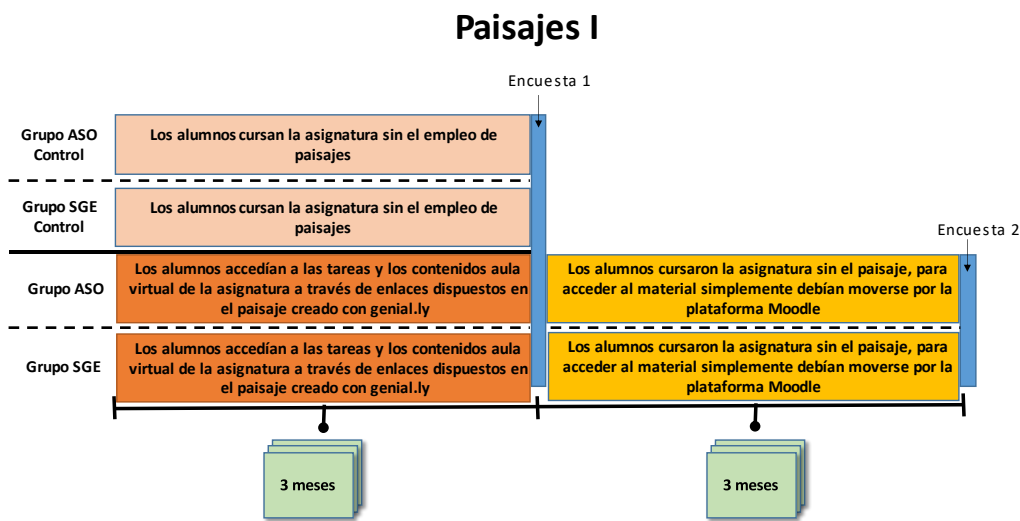 Paisajes I
Encuesta 1
Grupo ASO
Control
Los alumnos cursan la asignatura sin el empleo de
paisajes
Grupo SGE
Control
Los alumnos cursan la asignatura sin el empleo de
paisajes
Encuesta 2
Grupo ASO
Los alumnos accedían a las tareas y los contenidos aula
virtual de la asignatura a través de enlaces dispuestos en
el paisaje creado con genial.ly
Los alumnos cursaron la asignatura sin el paisaje, para
acceder al material simplemente debían moverse por la
plataforma Moodle
Grupo SGE
Los alumnos accedían a las tareas y los contenidos aula
virtual de la asignatura a través de enlaces dispuestos en
el paisaje creado con genial.ly
Los alumnos cursaron la asignatura sin el paisaje, para
acceder al material simplemente debían moverse por la
plataforma Moodle
3 meses
3 meses